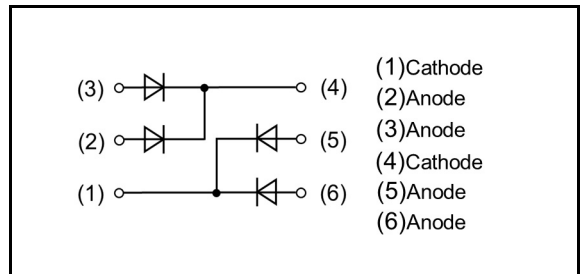 (3) (4)
(2) (5)
(1) (6)
(1)Cathode
(2)Anode
(3)Anode
(4)Cathode
(5)Anode
(6)Anode